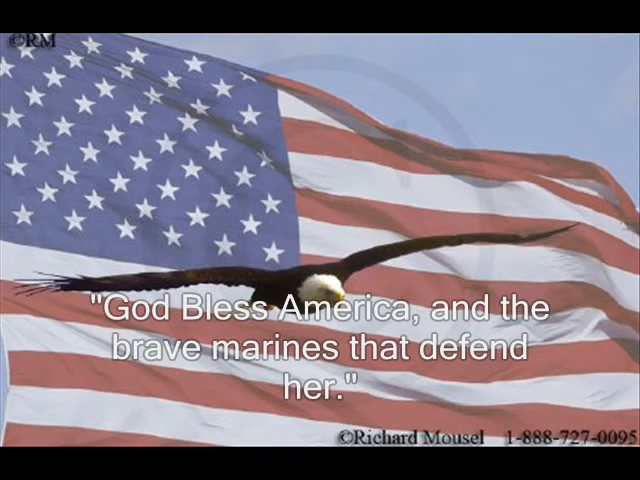 ©RM
"God Bless America, and the
brave marines that defend
her."
©Richard Mousel 1-888-727-0095